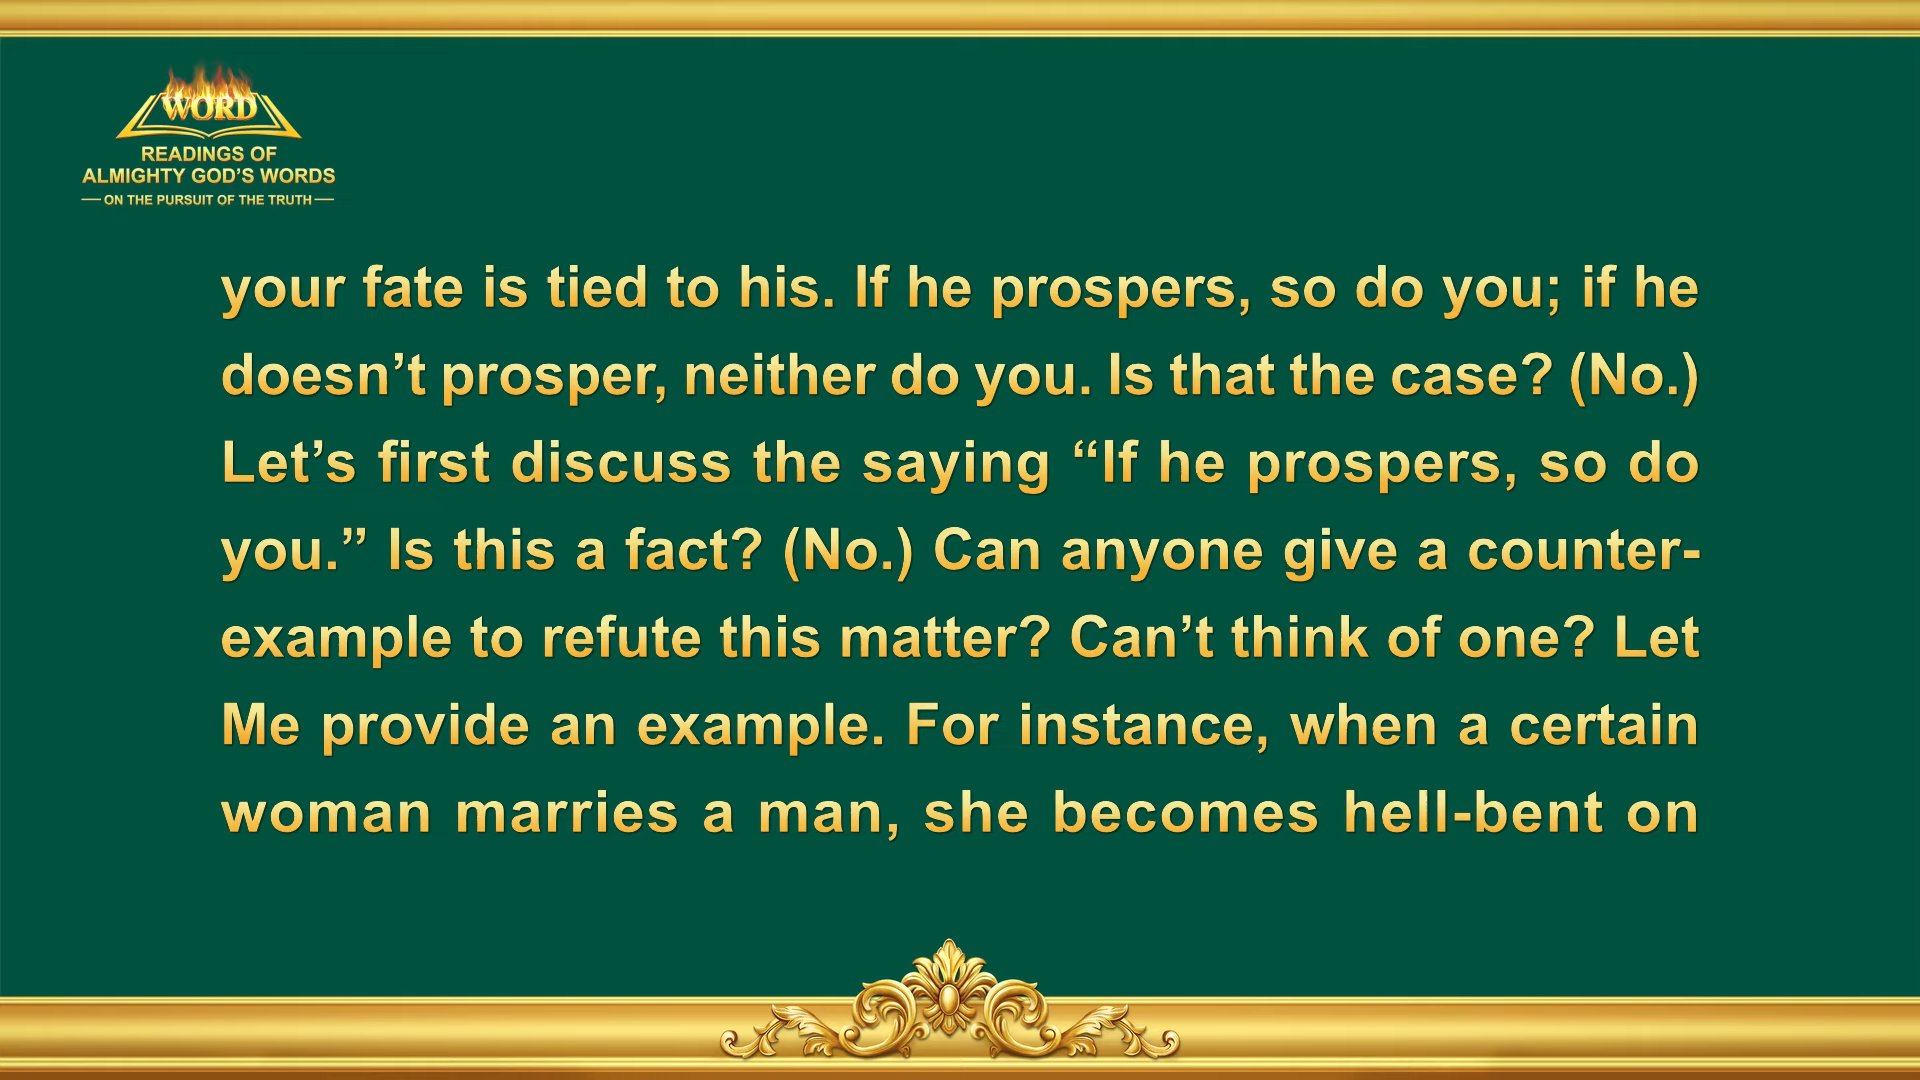 WORD
READINGS OF
ALMIGHTY GOD’S WORDS
ON THE PURSUIT OF THE TRUTH
your fate is tied to his. If he prospers, so do you; if he
doesn’t prosper, neither do you. Is that the case? (No.)
Let’s first discuss the saying “If he prospers, so do
you.” Is this a fact? (No.) Can anyone give a counter-
example to refute this matter? Can’t think of one? Let
Me provide an example. For instance, when a certain
woman marries a man, she becomes hell-bent on